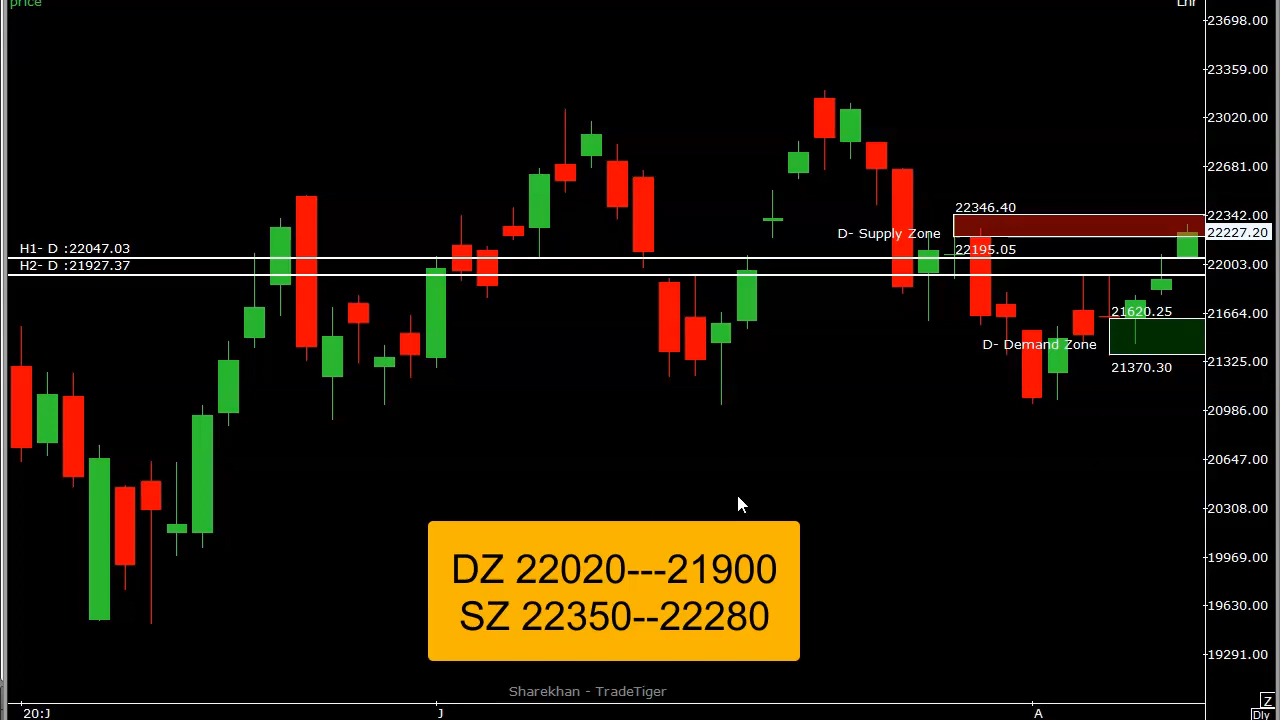 price
Lnr
23698.00
23359.00
23020.00
22681.00
22346.40
22342.00
D- Supply Zone
22227.20
H1- D :22047.03
22195.05
H2- D :21927.37
22003.00
21620.25
21664.00
D- Demand Zone
21370.30
21325.00
20986.00
20647.00
20308.00
DZ 22020---21900
SZ 22350--22280
19969.00
19630.00
19291.00
Sharekhan - TradeTiger
Z
20:J
J
A
Dly